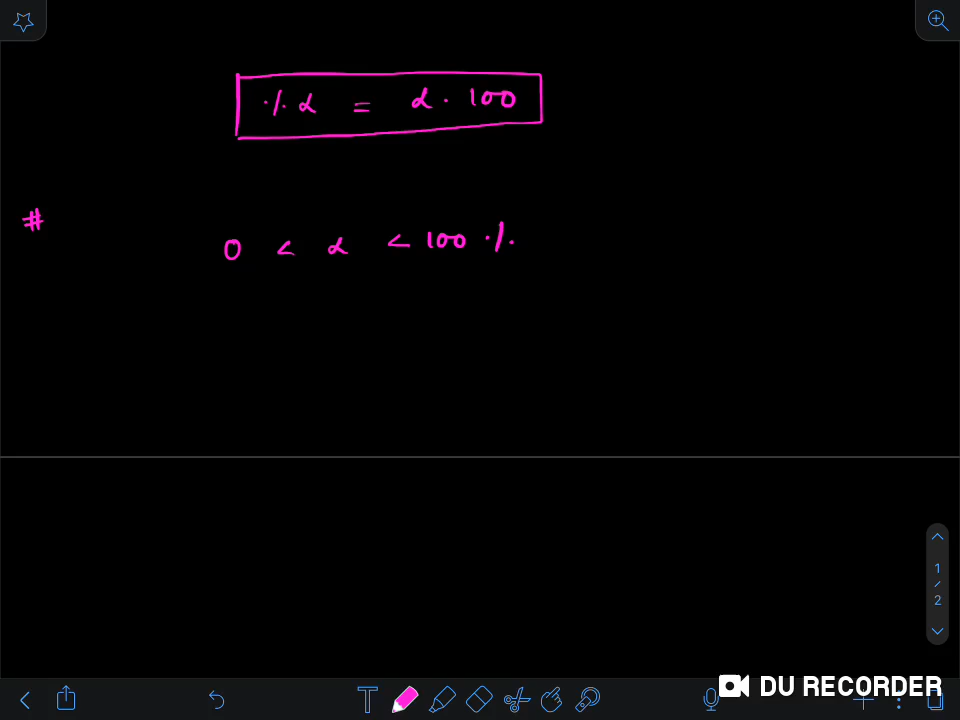 % α = α · 100
#
0 < α < 100 %
1
/
2
T
DU RECORDER